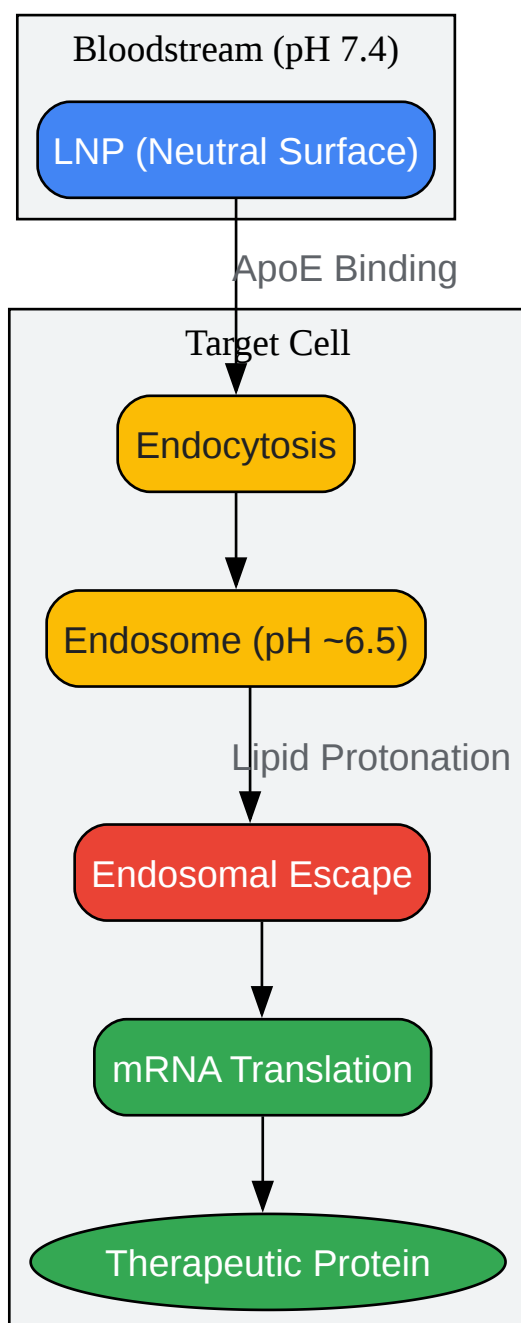 Bloodstream (pH 7.4)
LNP (Neutral Surface)
ApoE Binding
Target Cell
Endocytosis
Endosome (pH ~6.5)
Lipid Protonation
Endosomal Escape
mRNA Translation
Therapeutic Protein